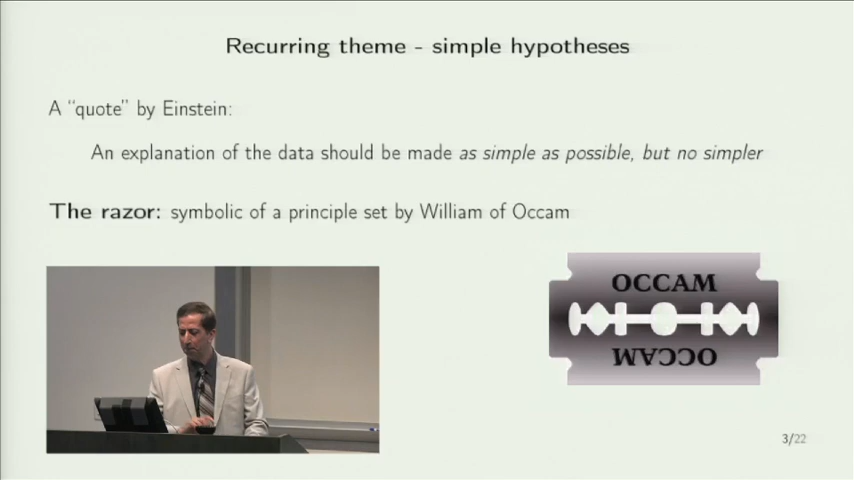 Recurring theme - simple hypotheses
A “quote” by Einstein:
An explanation of the data should be made as simple as possible, but no simpler
The razor: symbolic of a principle set by William of Occam
OCCAM
OCCAM
3/22